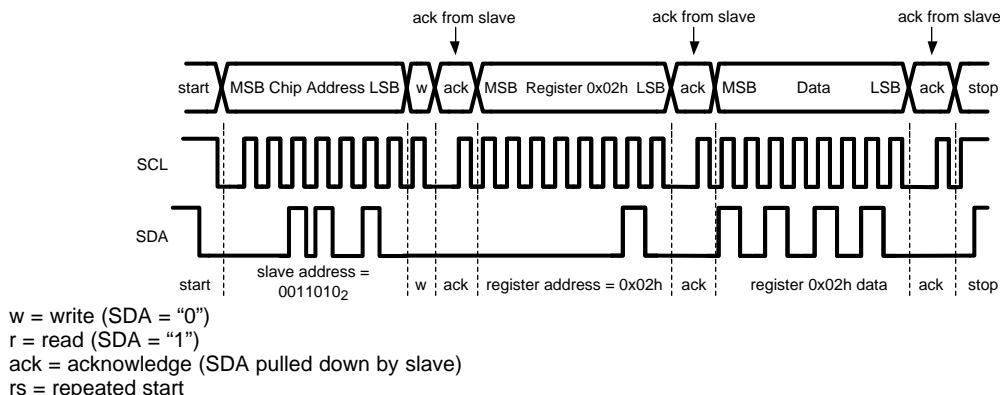 ack from slave ack from slave ack from slave
start MSB Chip Address LSB w ack MSB Register 0x02h LSB ack MSB Data LSB ack stop
SCL
SDA
start slave address = 0011010₂ w ack register address = 0x02h ack register 0x02h data ack stop
w = write (SDA = “0”)
r = read (SDA = “1”)
ack = acknowledge (SDA pulled down by slave)
rs = repeated start